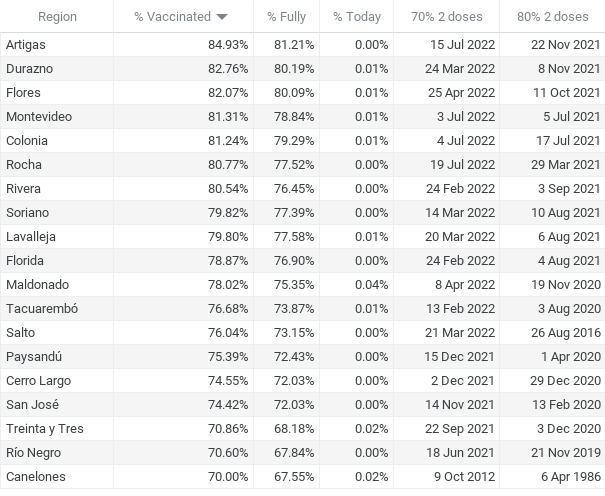 Region % Vaccinated % Fully % Today 70% 2 doses 80% 2 doses
Artigas 84.93% 81.21% 0.00% 15 Jul 2022 22 Nov 2021
Durazno 82.76% 80.19% 0.01% 24 Mar 2022 8 Nov 2021
Flores 82.07% 80.09% 0.01% 25 Apr 2022 11 Oct 2021
Montevideo 81.31% 78.84% 0.01% 3 Jul 2022 5 Jul 2021
Colonia 81.24% 79.29% 0.01% 4 Jul 2022 17 Jul 2021
Rocha 80.77% 77.52% 0.00% 19 Jul 2022 29 Mar 2021
Rivera 80.54% 76.45% 0.00% 24 Feb 2022 3 Sep 2021
Soriano 79.82% 77.39% 0.00% 14 Mar 2022 10 Aug 2021
Lavalleja 79.80% 77.58% 0.01% 20 Mar 2022 6 Aug 2021
Florida 78.87% 76.90% 0.00% 24 Feb 2022 4 Aug 2021
Maldonado 78.02% 75.35% 0.04% 8 Apr 2022 19 Nov 2020
Tacuarembó 76.68% 73.87% 0.01% 13 Feb 2022 3 Aug 2020
Salto 76.04% 73.15% 0.00% 21 Mar 2022 26 Aug 2016
Paysandú 75.39% 72.43% 0.00% 15 Dec 2021 1 Apr 2020
Cerro Largo 74.55% 72.03% 0.00% 2 Dec 2021 29 Dec 2020
San José 74.42% 72.03% 0.00% 14 Nov 2021 13 Feb 2020
Treinta y Tres 70.86% 68.18% 0.02% 22 Sep 2021 3 Dec 2020
Río Negro 70.60% 67.84% 0.00% 18 Jun 2021 21 Nov 2019
Canelones 70.00% 67.55% 0.02% 9 Oct 2012 6 Apr 1986